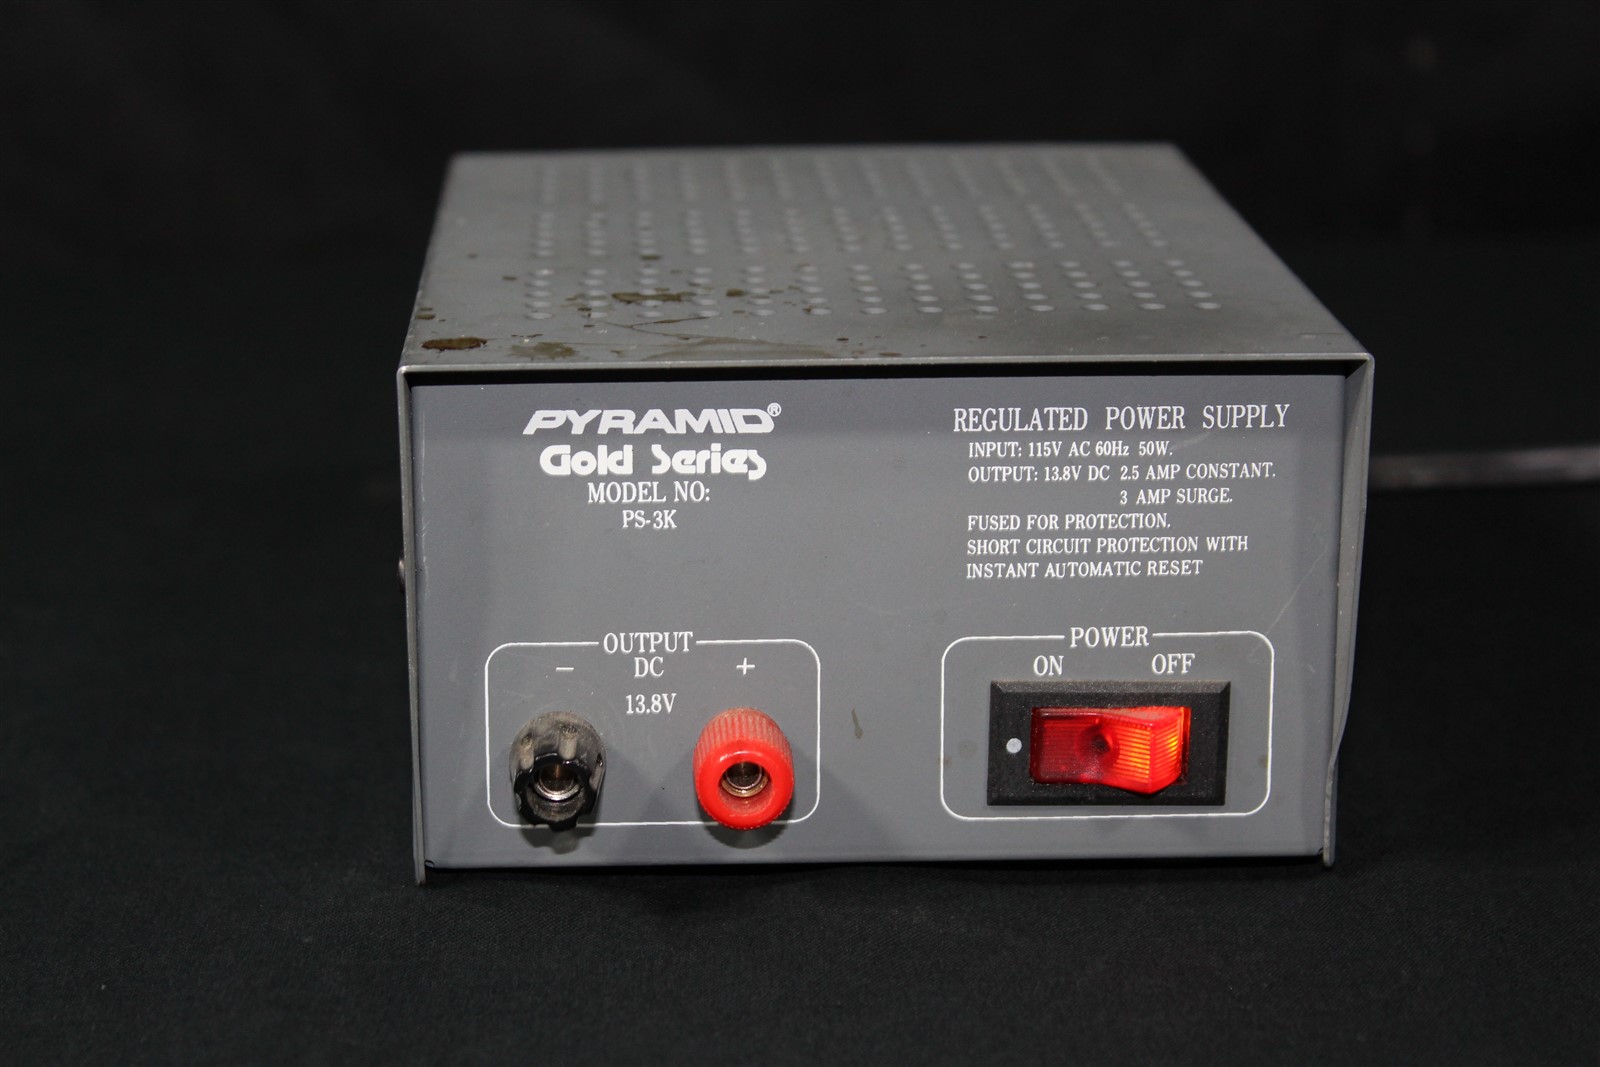 PYRAMID®
Gold Series
MODEL NO:
PS-3K
REGULATED POWER SUPPLY
INPUT: 115V AC 60Hz 50W.
OUTPUT: 13.8V DC 2.5 AMP CONSTANT.
3 AMP SURGE.
FUSED FOR PROTECTION.
SHORT CIRCUIT PROTECTION WITH
INSTANT AUTOMATIC RESET
OUTPUT
− DC +
13.8V
POWER
ON OFF